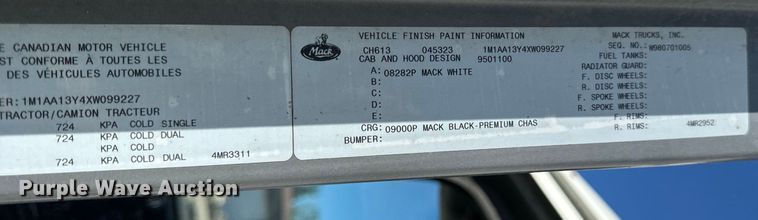 E CANADIAN MOTOR VEHICLE
ST CONFORME À TOUTES LES
DES VÉHICULES AUTOMOBILES
ER: 1M1AA13Y4XW099227
TRACTOR/CAMION TRACTEUR
724 KPA COLD SINGLE
724 KPA COLD DUAL
KPA COLD
724 KPA COLD DUAL 4MR3311
Mack
VEHICLE FINISH PAINT INFORMATION
CH613 045323 1M1AA13Y4XW099227
CAB AND HOOD DESIGN 9501100
A: 08282P MACK WHITE
B:
C:
D:
E:
CRG: 09000P MACK BLACK-PREMIUM CHAS
BUMPER:
MACK TRUCKS, INC.
SEQ. NO.: W980701005
FUEL TANKS:
RADIATOR GUARD:
F. DISC WHEELS:
R. DISC WHEELS:
F. SPOKE WHEELS:
R. SPOKE WHEELS:
F. RIMS:
R. RIMS: 4MR2952
Purple Wave Auction